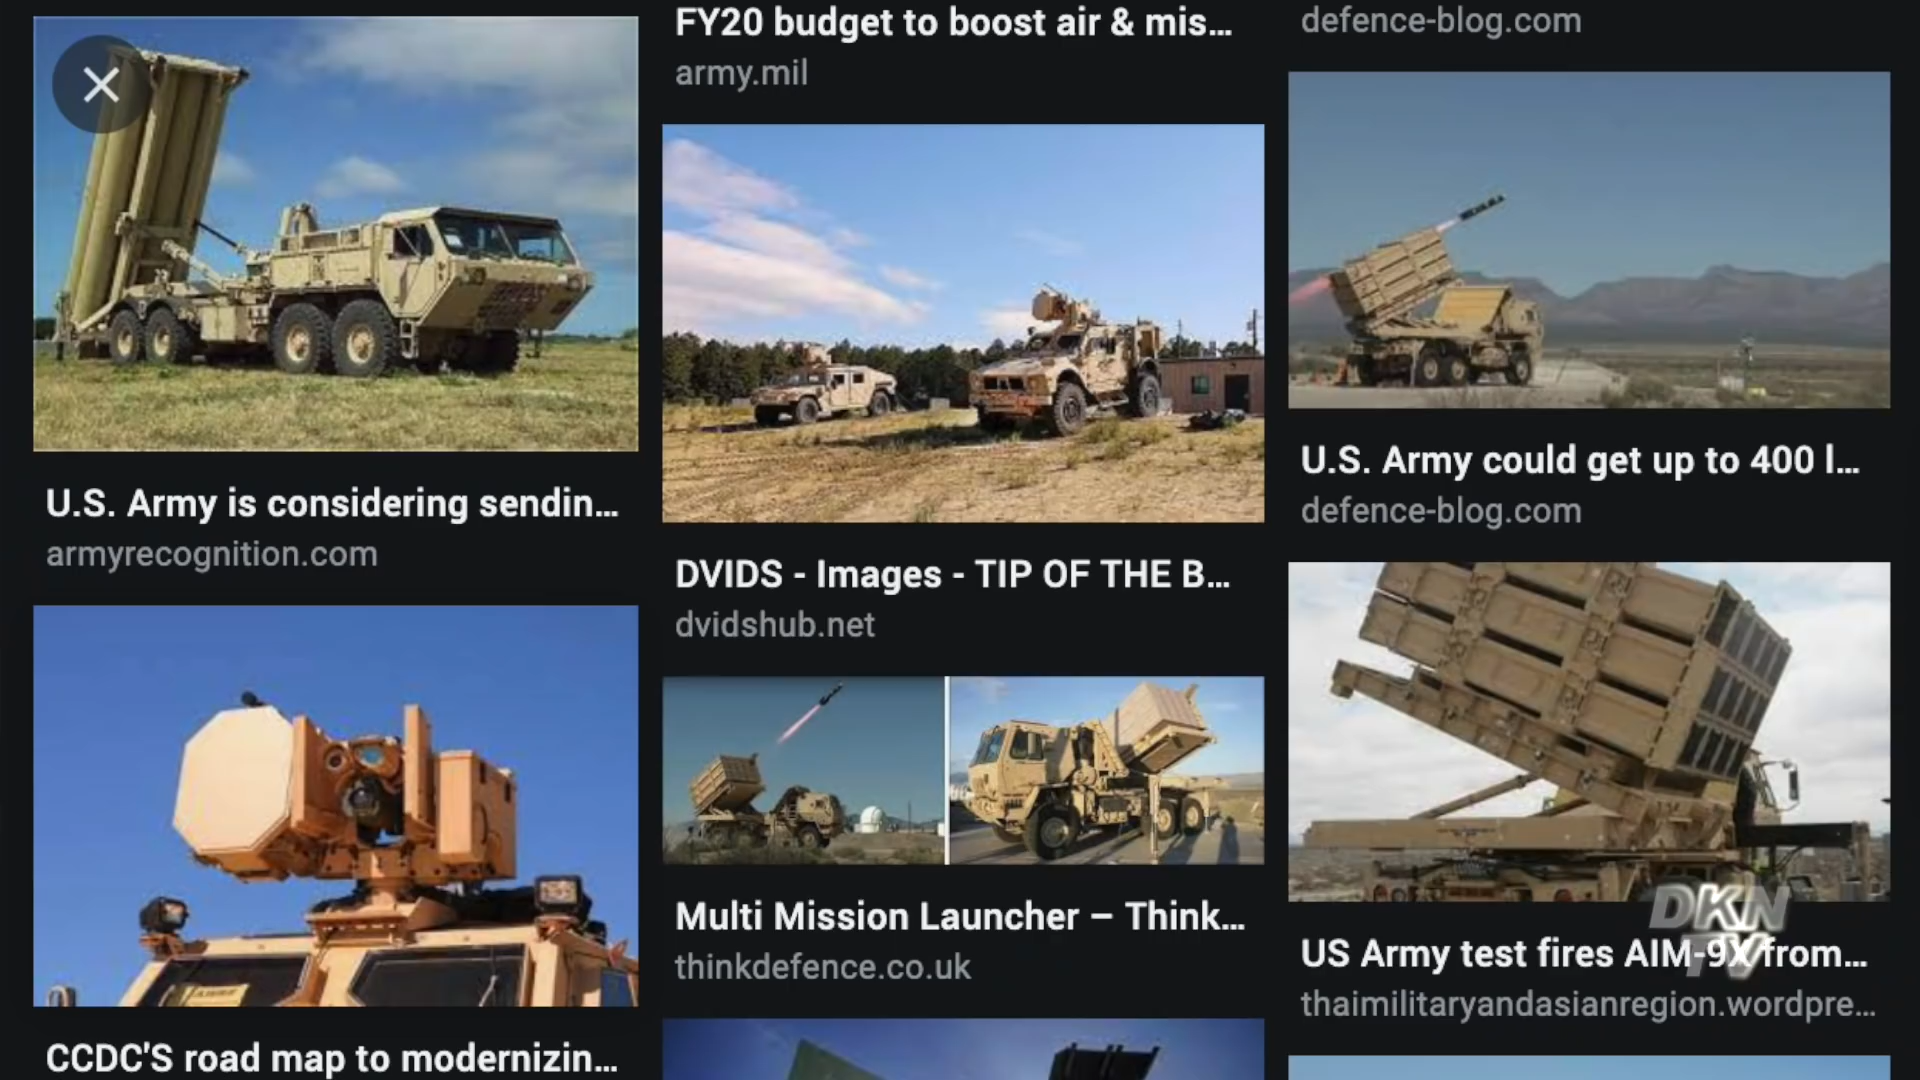 U.S. Army is considering sendin...
armyrecognition.com
CCDC'S road map to modernizin...
FY20 budget to boost air & mis...
army.mil
DVIDS - Images - TIP OF THE B...
dvidshub.net
Multi Mission Launcher – Think...
thinkdefence.co.uk
defence-blog.com
U.S. Army could get up to 400 l...
defence-blog.com
DKN
TV
US Army test fires AIM-9X from...
thaimilitaryandasianregion.wordpre...